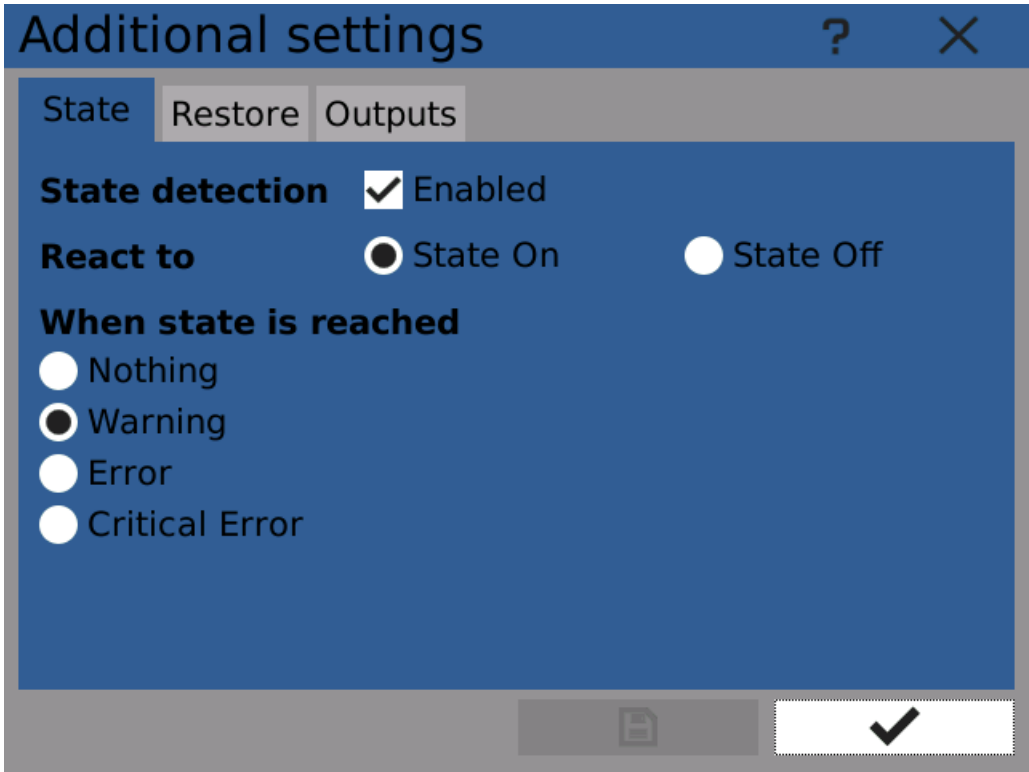 Additional settings ?
State Restore Outputs
State detection Enabled
React to State On State Off
When state is reached
Nothing
Warning
Error
Critical Error